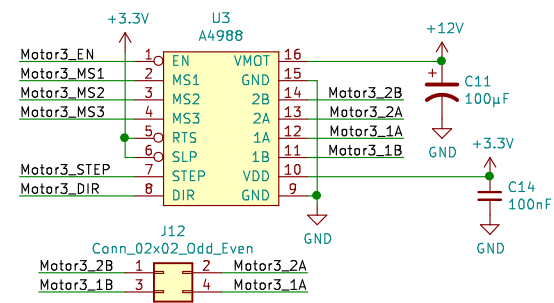 +3.3V
U3
A4988
+12V
Motor3_EN 1 EN VMOT 16
Motor3_MS1 2 MS1 GND 15
Motor3_MS2 3 MS2 2B 14 Motor3_2B
Motor3_MS3 4 MS3 2A 13 Motor3_2A
5 RTS 1A 12 Motor3_1A
6 SLP 1B 11 Motor3_1B
Motor3_STEP 7 STEP VDD 10
Motor3_DIR 8 DIR GND 9
+ C11
100µF
GND
+3.3V
C14
100nF
GND
GND
J12
Conn_02x02_Odd_Even
Motor3_2B 1 2 Motor3_2A
Motor3_1B 3 4 Motor3_1A